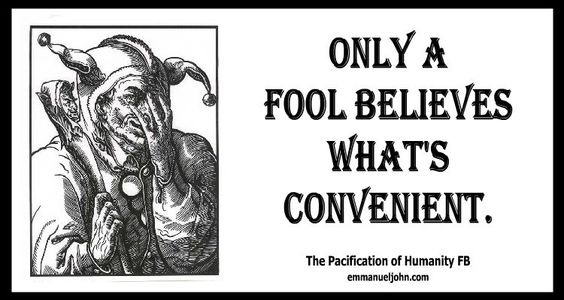 ONLY A
FOOL BELIEVES
WHAT'S
CONVENIENT.
The Pacification of Humanity FB
emmanueljohn.com